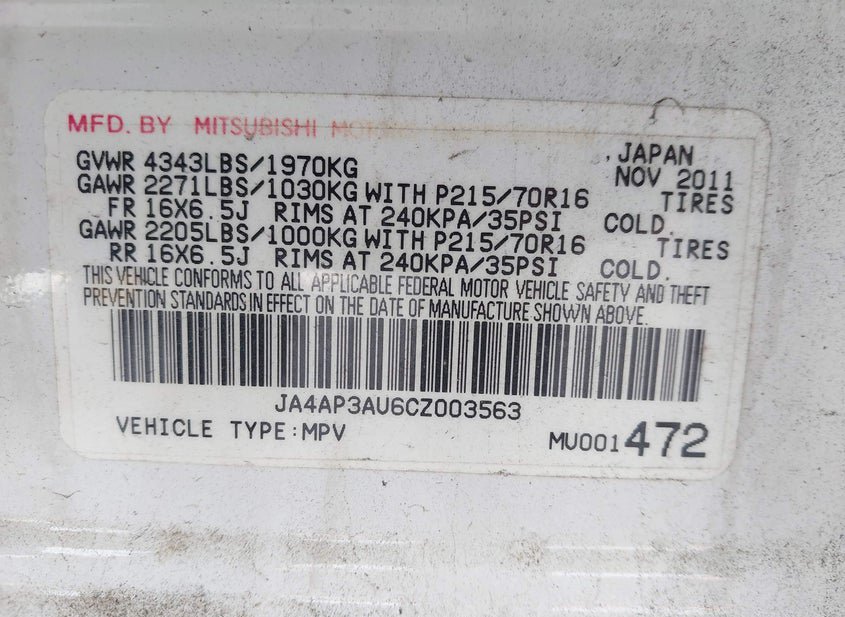 MFD. BY MITSUBISHI MOTORS
GVWR 4343LBS/1970KG , JAPAN
NOV 2011
GAWR 2271LBS/1030KG WITH P215/70R16 TIRES
FR 16X6.5J RIMS AT 240KPA/35PSI COLD.
GAWR 2205LBS/1000KG WITH P215/70R16 TIRES
RR 16X6.5J RIMS AT 240KPA/35PSI COLD.
THIS VEHICLE CONFORMS TO ALL APPLICABLE FEDERAL MOTOR VEHICLE SAFETY AND THEFT
PREVENTION STANDARDS IN EFFECT ON THE DATE OF MANUFACTURE SHOWN ABOVE.
JA4AP3AU6CZ003563
VEHICLE TYPE:MPV MU001472